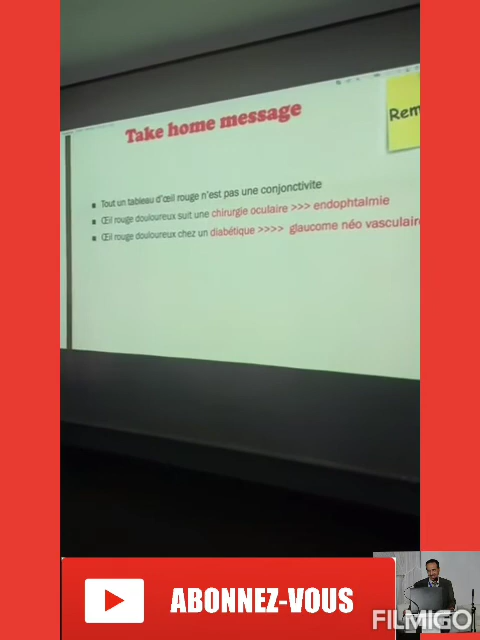 Take home message
Rem
Tout un tableau d'œil rouge n'est pas une conjonctivite
Œil rouge douloureux suit une chirurgie oculaire >>> endophtalmie
Œil rouge douloureux chez un diabétique >>>> glaucome néo vasculaire
ABONNEZ-VOUS
FILMIGO